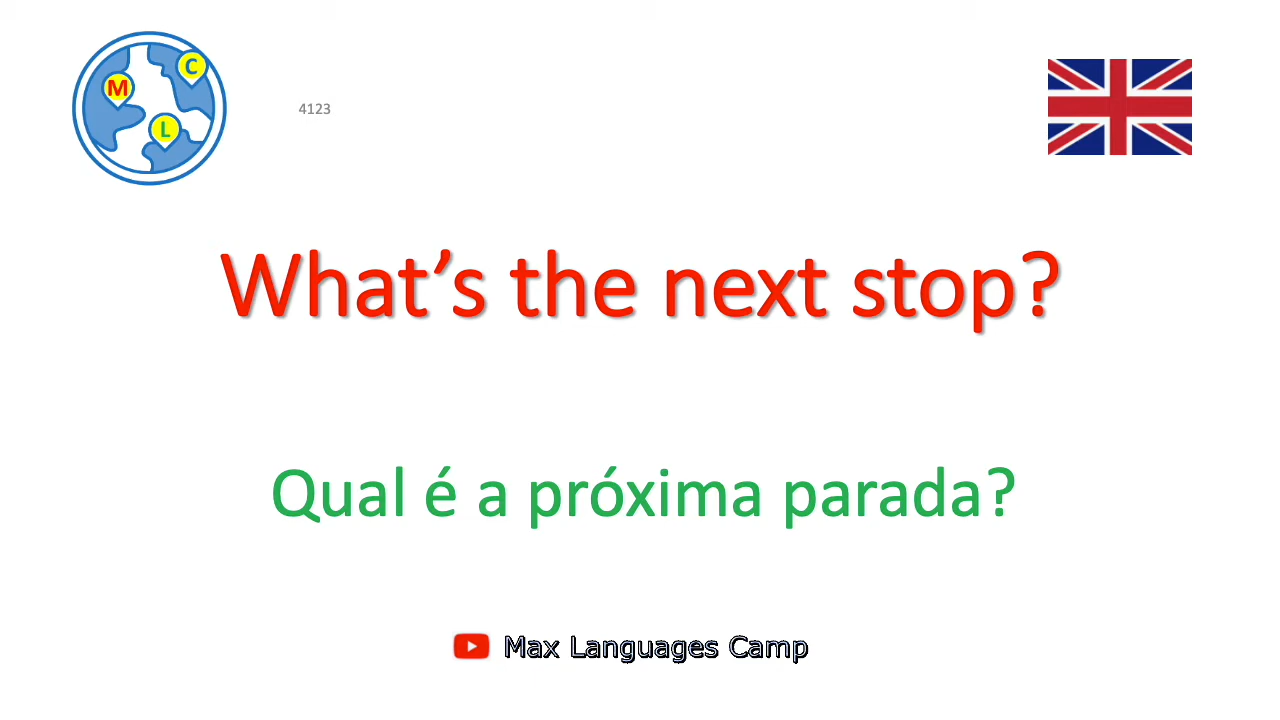 M
C
L
4123
What’s the next stop?
Qual é a próxima parada?
Max Languages Camp